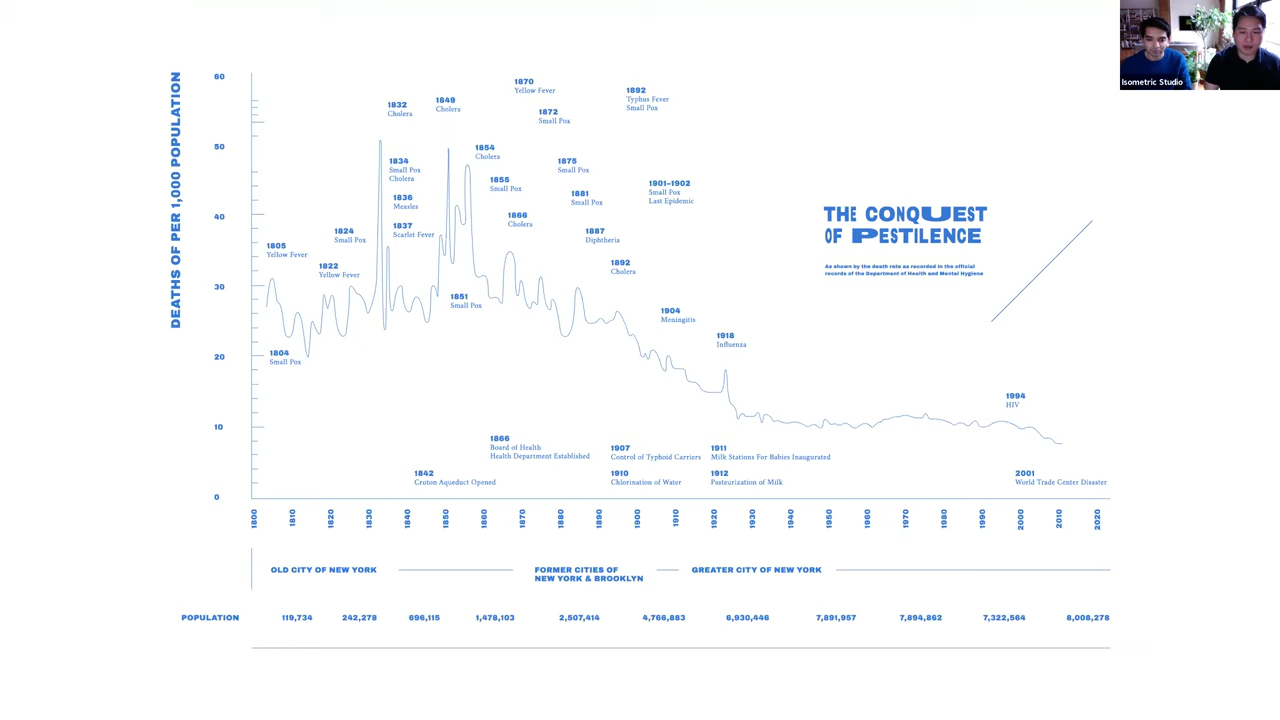 Isometric Studio
DEATHS OF PER 1,000 POPULATION
60
50
40
30
20
10
0
1805
Yellow Fever
1804
Small Pox
1822
Yellow Fever
1824
Small Pox
1832
Cholera
1834
Small Pox
Cholera
1836
Measles
1837
Scarlet Fever
1849
Cholera
1851
Small Pox
1854
Cholera
1855
Small Pox
1866
Cholera
1870
Yellow Fever
1872
Small Pox
1875
Small Pox
1881
Small Pox
1887
Diphtheria
1892
Cholera
1892
Typhus Fever
Small Pox
1901–1902
Small Pox
Last Epidemic
1904
Meningitis
1918
Influenza
1994
HIV
THE CONQUEST
OF PESTILENCE
As shown by the death rate as recorded in the official
records of the Department of Health and Mental Hygiene
1842
Croton Aqueduct Opened
1866
Board of Health
Health Department Established
1907
Control of Typhoid Carriers
1910
Chlorination of Water
1911
Milk Stations For Babies Inaugurated
1912
Pasteurization of Milk
2001
World Trade Center Disaster
1800
1810
1820
1830
1840
1850
1860
1870
1880
1890
1900
1910
1920
1930
1940
1950
1960
1970
1980
1990
2000
2010
2020
OLD CITY OF NEW YORK
FORMER CITIES OF
NEW YORK & BROOKLYN
GREATER CITY OF NEW YORK
POPULATION 119,734 242,278 696,115 1,478,103 2,507,414 4,766,883 6,930,446 7,891,957 7,894,862 7,322,564 8,008,278